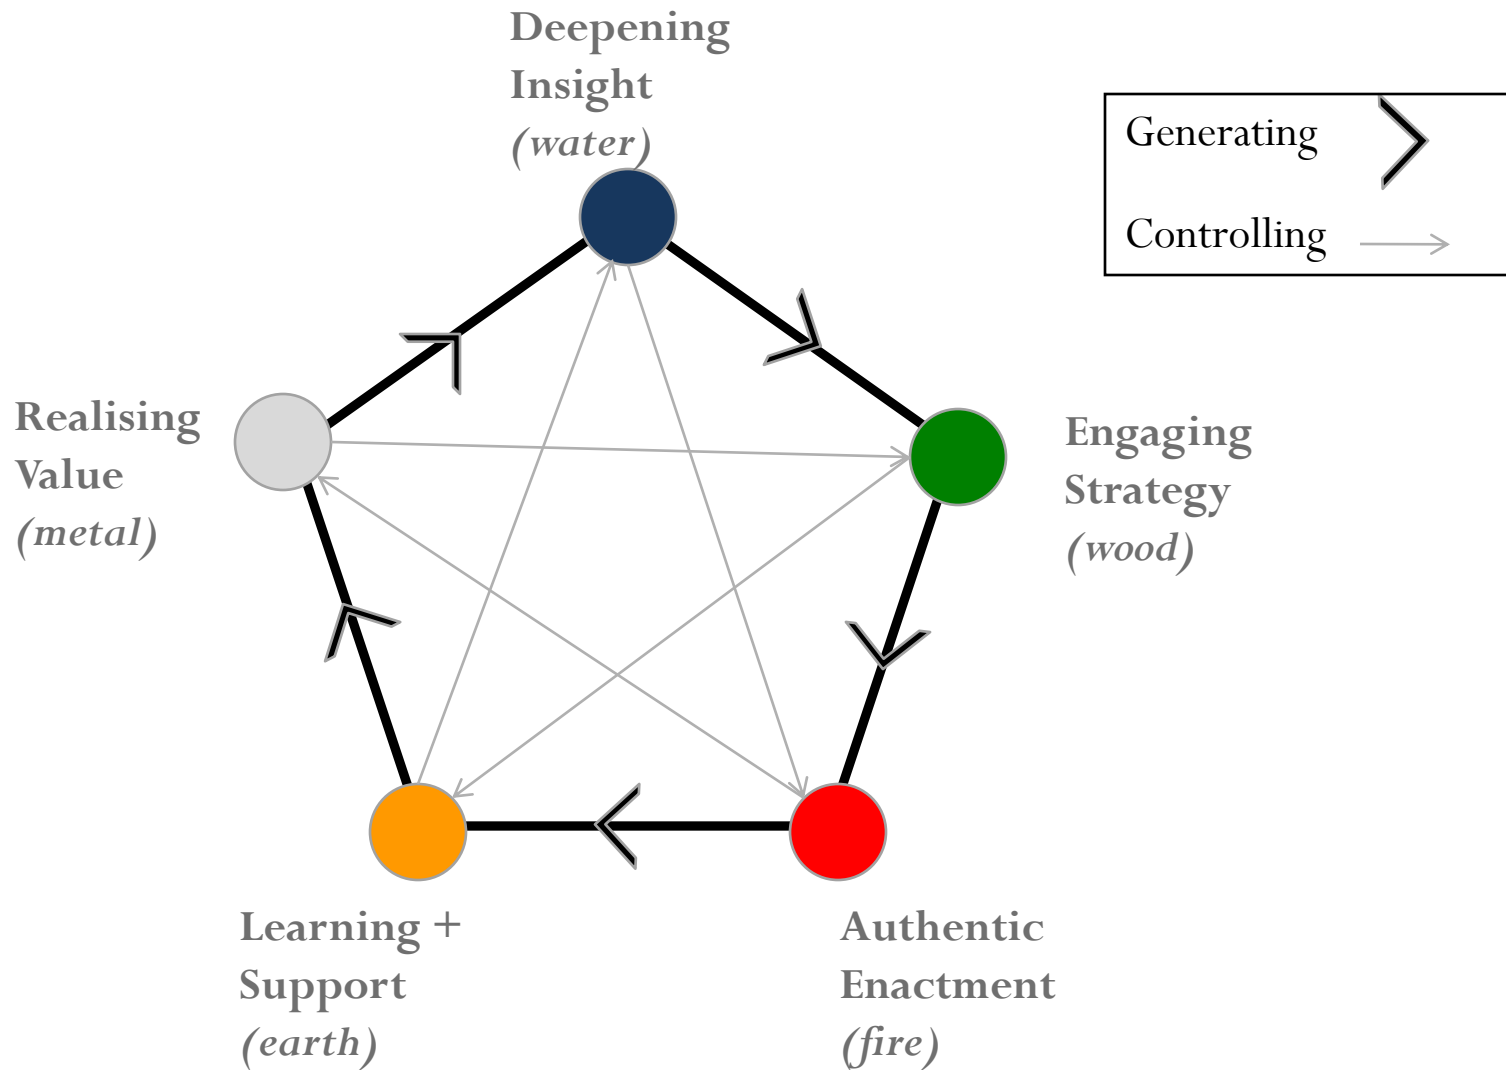 Deepening
Insight
(water)
Generating
Controlling
Realising
Value
(metal)
Engaging
Strategy
(wood)
Learning +
Support
(earth)
Authentic
Enactment
(fire)